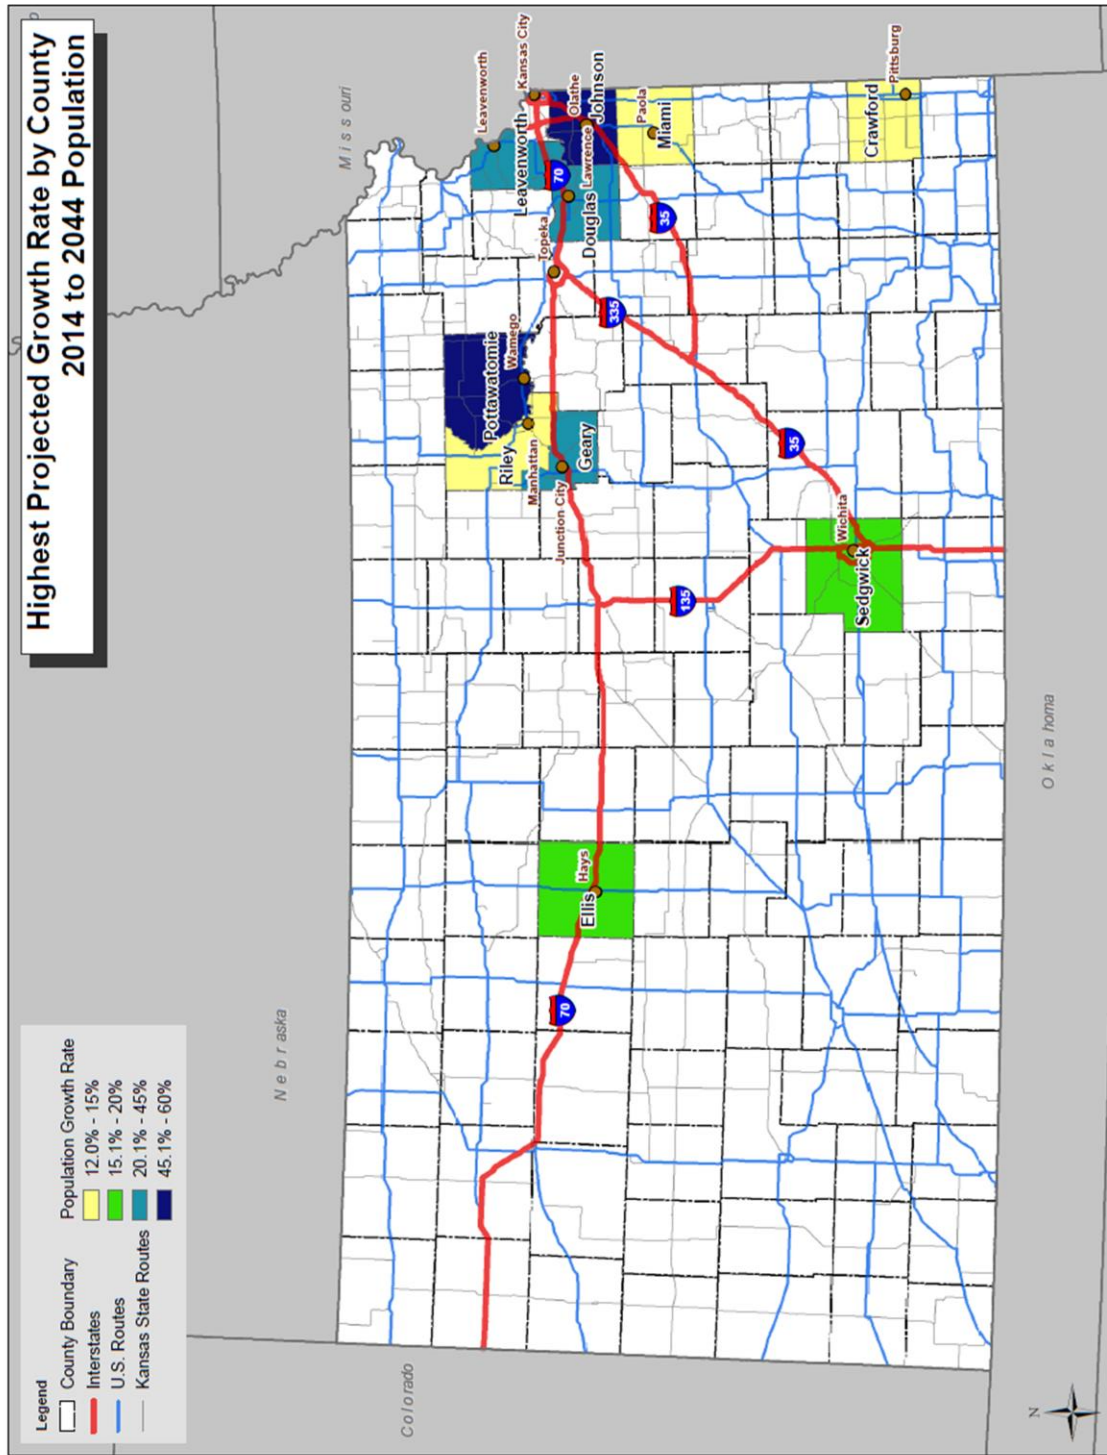 Highest Projected Growth Rate by County
2014 to 2044 Population
Legend
County Boundary
Interstates
U.S. Routes
Kansas State Routes
Population Growth Rate
12.0% - 15%
15.1% - 20%
20.1% - 45%
45.1% - 60%
Nebraska
Missouri
Colorado
Oklahoma
Leavenworth
Kansas City
Leavenworth
70
Olathe
Johnson
Lawrence
Douglas
Topeka
Paola
Miami
35
335
Pottawatomie
Wamego
Riley
Manhattan
Junction City
Geary
Crawford
Pittsburg
35
135
Wichita
Sedgwick
Hays
Ellis
70
N